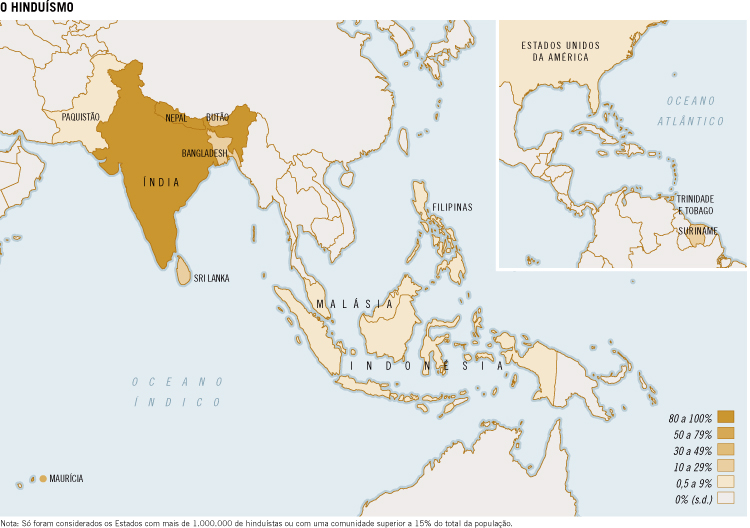 O HINDUÍSMO
ESTADOS UNIDOS
DA AMÉRICA
OCEANO
ATLÂNTICO
PAQUISTÃO
NEPAL
BUTÃO
BANGLADESH
ÍNDIA
TRINIDADE
E TOBAGO
SURINAME
FILIPINAS
SRI LANKA
MALÁSIA
INDONÉSIA
OCEANO
ÍNDICO
80 a 100%
50 a 79%
30 a 49%
10 a 29%
0,5 a 9%
0% (s.d.)
MAURÍCIA
Nota: Só foram considerados os Estados com mais de 1.000.000 de hinduístas ou com uma comunidade superior a 15% do total da população.